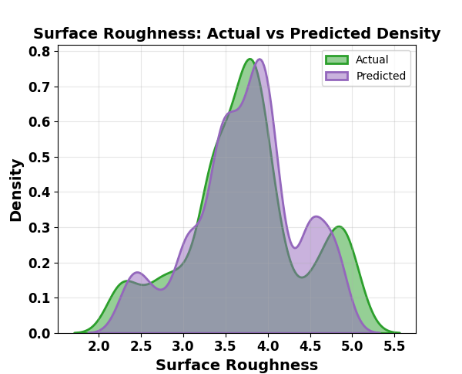 Surface Roughness: Actual vs Predicted Density
Actual
Predicted
Density
0.8
0.7
0.6
0.5
0.4
0.3
0.2
0.1
0.0
2.0 2.5 3.0 3.5 4.0 4.5 5.0 5.5
Surface Roughness